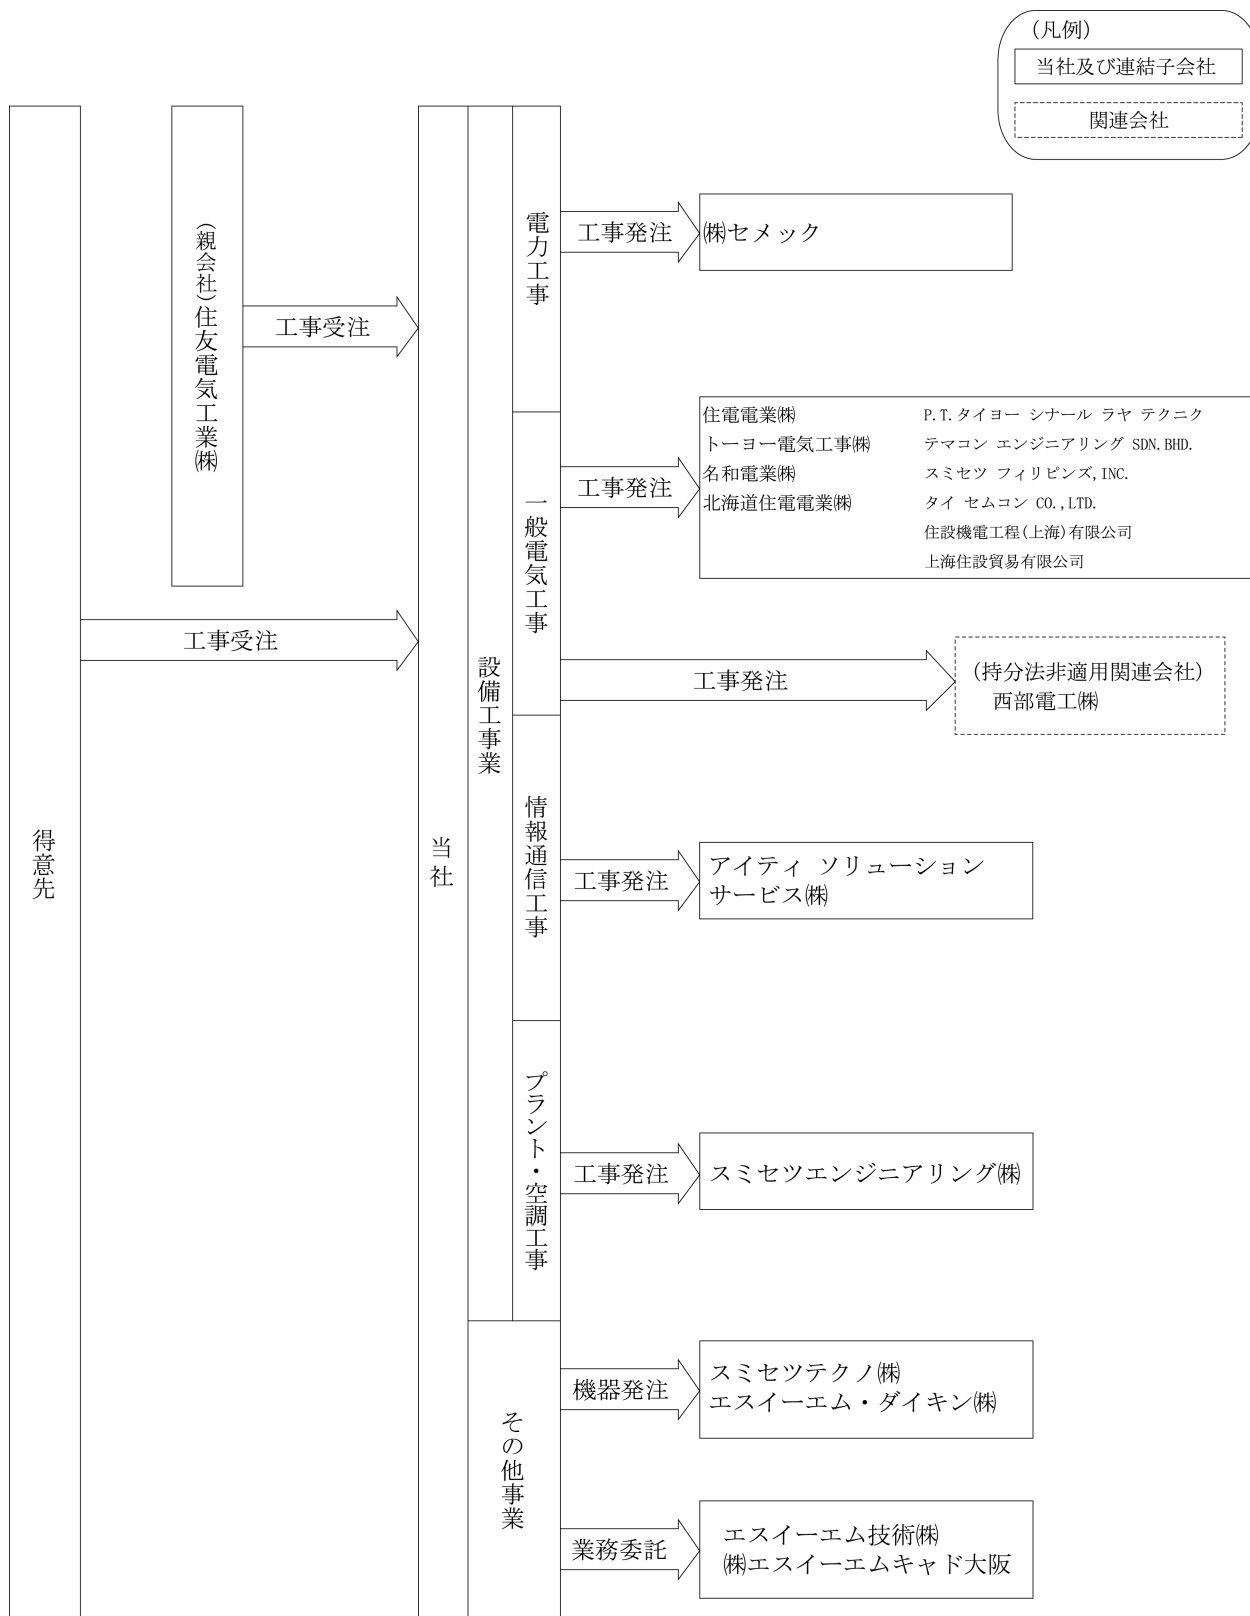 (凡例)
当社及び連結子会社
関連会社
得意先
(親会社)住友電気工業㈱
工事受注
工事受注
当社
設備工事業
電力工事
工事発注
㈱セメック
一般電気工事
工事発注
住電電業㈱
トーヨー電気工事㈱
名和電業㈱
北海道住電電業㈱
P.T.タイヨー シナール ラヤ テクニク
テマコン エンジニアリング SDN.BHD.
スミセツ フィリピンズ,INC.
タイ セムコン CO.,LTD.
住設機電工程(上海)有限公司
上海住設貿易有限公司
工事発注
(持分法非適用関連会社)
西部電工㈱
情報通信工事
工事発注
アイティ ソリューション
サービス㈱
プラント・空調工事
工事発注
スミセツエンジニアリング㈱
その他事業
機器発注
スミセツテクノ㈱
エスイーエム・ダイキン㈱
業務委託
エスイーエム技術㈱
㈱エスイーエムキャド大阪